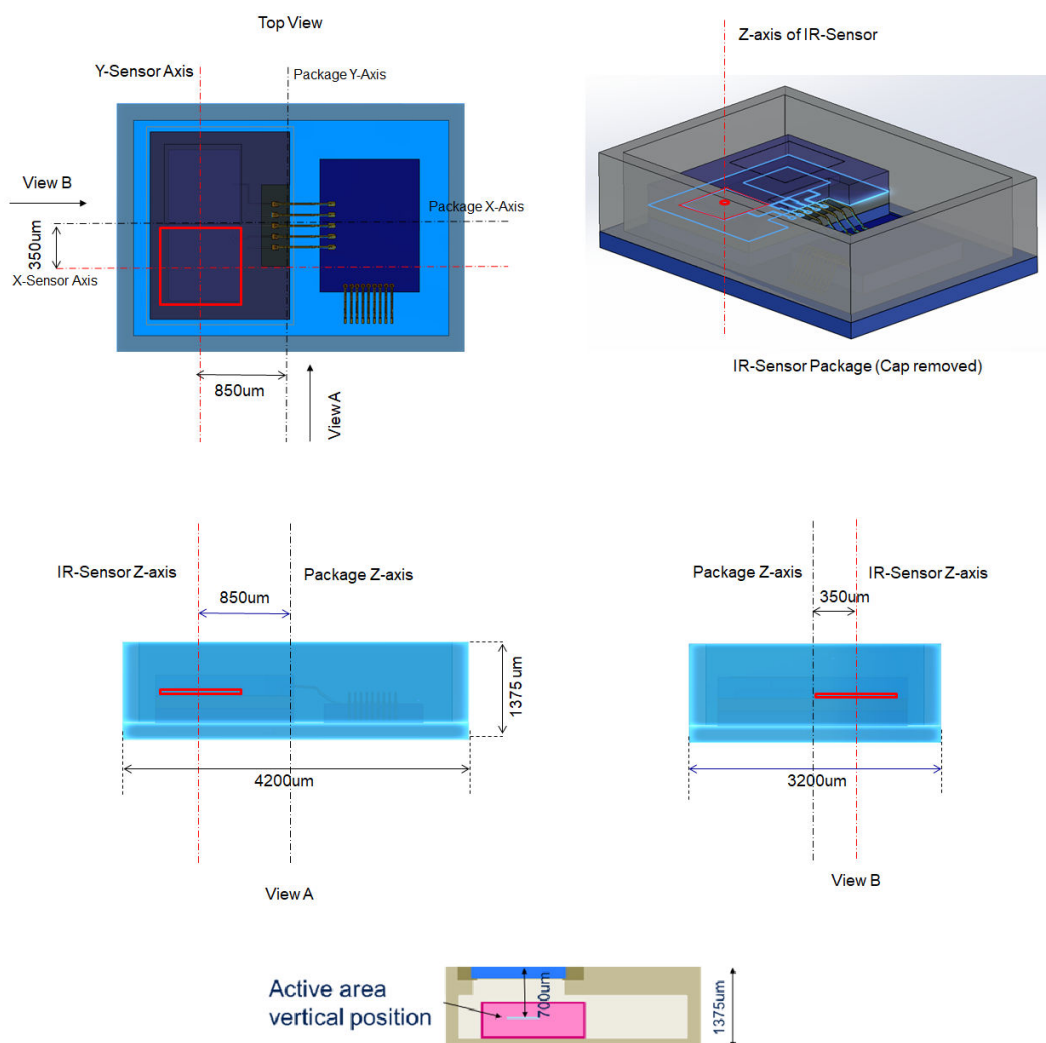 Top View
Z-axis of IR-Sensor
Y-Sensor Axis
Package Y-Axis
View B
Package X-Axis
350um
X-Sensor Axis
850um
View A
IR-Sensor Package (Cap removed)
IR-Sensor Z-axis
Package Z-axis
850um
1375 um
4200um
View A
Package Z-axis
IR-Sensor Z-axis
350um
3200um
View B
Active area
vertical position
700um
1375um